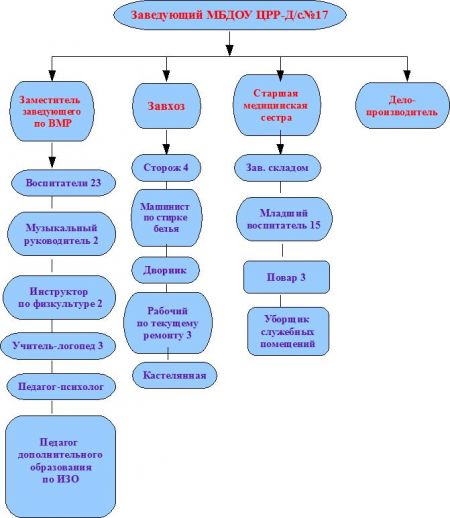 Заведующий МБДОУ ЦРР-Д/с№17
Заместитель
заведующего
по ВМР
Воспитатели 23
Музыкальный
руководитель 2
Инструктор
по физкультуре 2
Учитель-логопед 3
Педагог-психолог
Педагог
дополнительного
образования
по ИЗО
Завхоз
Сторож 4
Машинист
по стирке
белья
Дворник
Рабочий
по текущему
ремонту 3
Кастелянная
Старшая
медицинская
сестра
Зав. складом
Младший
воспитатель 15
Повар 3
Уборщик
служебных
помещений
Дело-
производитель